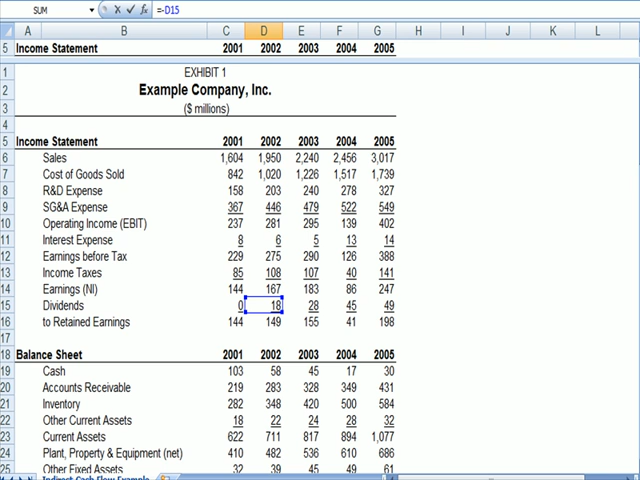 SUM =-D15
A B C D E F G H I J K L
5 Income Statement 2001 2002 2003 2004 2005
1 EXHIBIT 1
2 Example Company, Inc.
3 ($ millions)
4
5 Income Statement 2001 2002 2003 2004 2005
6 Sales 1,604 1,950 2,240 2,456 3,017
7 Cost of Goods Sold 842 1,020 1,226 1,517 1,739
8 R&D Expense 158 203 240 278 327
9 SG&A Expense 367 446 479 522 549
10 Operating Income (EBIT) 237 281 295 139 402
11 Interest Expense 8 6 5 13 14
12 Earnings before Tax 229 275 290 126 388
13 Income Taxes 85 108 107 40 141
14 Earnings (NI) 144 167 183 86 247
15 Dividends 0 18 28 45 49
16 to Retained Earnings 144 149 155 41 198
17
18 Balance Sheet 2001 2002 2003 2004 2005
19 Cash 103 58 45 17 30
20 Accounts Receivable 219 283 328 349 431
21 Inventory 282 348 420 500 584
22 Other Current Assets 18 22 24 28 32
23 Current Assets 622 711 817 894 1,077
24 Plant, Property & Equipment (net) 410 482 536 610 686
25 Other Fixed Assets 32 39 45 49 61
Indirect Cash Flow Example